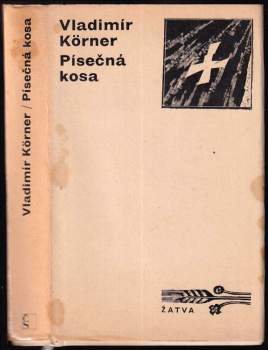 Vladimír Körner / Písečná kosa
Vladimír
Körner
Písečná
kosa
ŽATVA